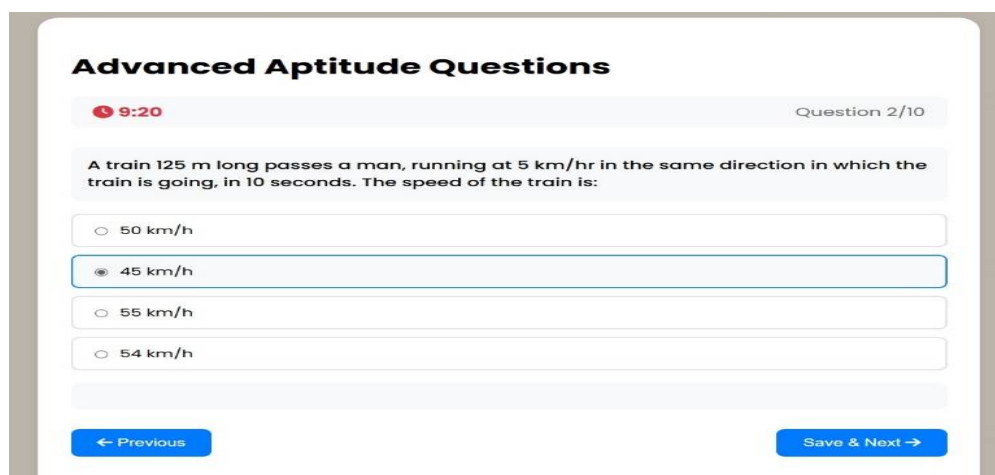 Advanced Aptitude Questions
9:20
Question 2/10
A train 125 m long passes a man, running at 5 km/hr in the same direction in which the
train is going, in 10 seconds. The speed of the train is:
50 km/h
45 km/h
55 km/h
54 km/h
← Previous
Save & Next →